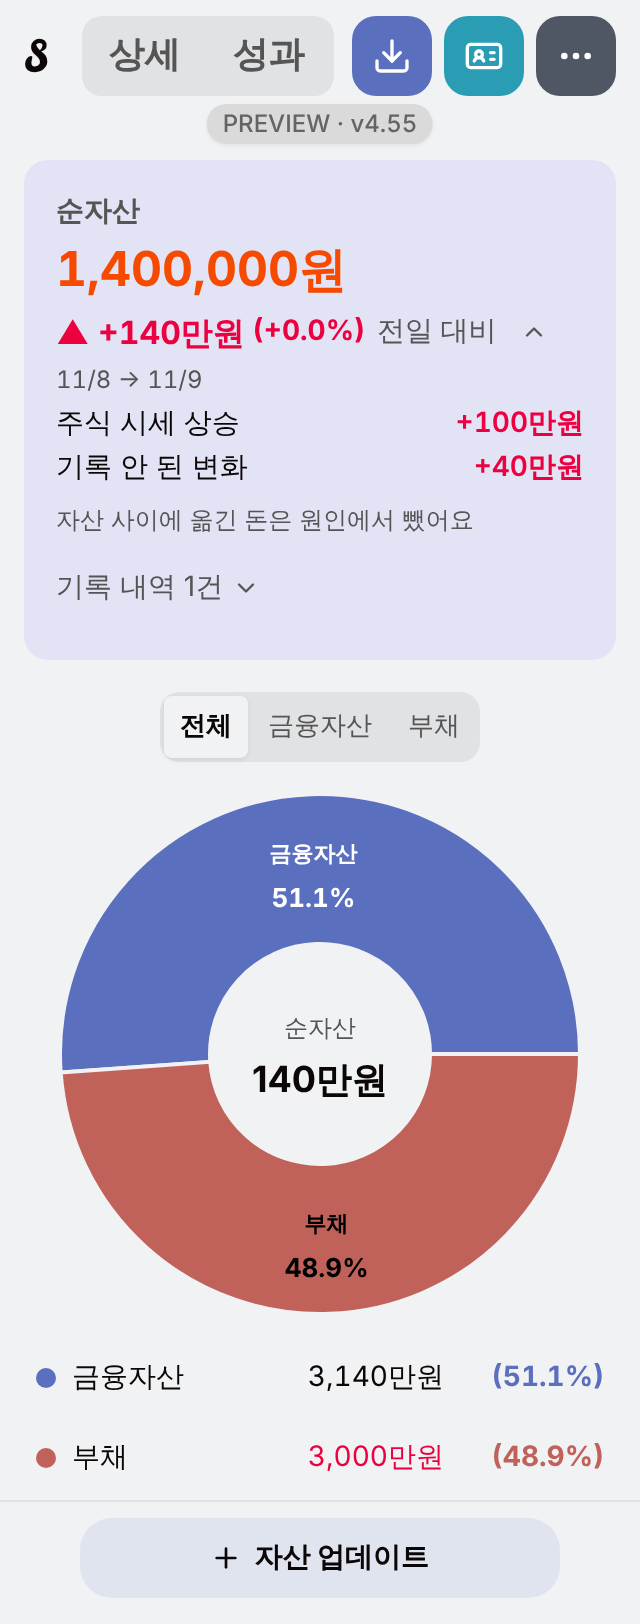 S
상세 성과
PREVIEW · v4.55
순자산
1,400,000원
▲ +140만원 (+0.0%) 전일 대비
11/8 → 11/9
주식 시세 상승 +100만원
기록 안 된 변화 +40만원
자산 사이에 옮긴 돈은 원인에서 뺐어요
기록 내역 1건
전체 금융자산 부채
금융자산
51.1%
순자산
140만원
부채
48.9%
금융자산 3,140만원 (51.1%)
부채 3,000만원 (48.9%)
+ 자산 업데이트